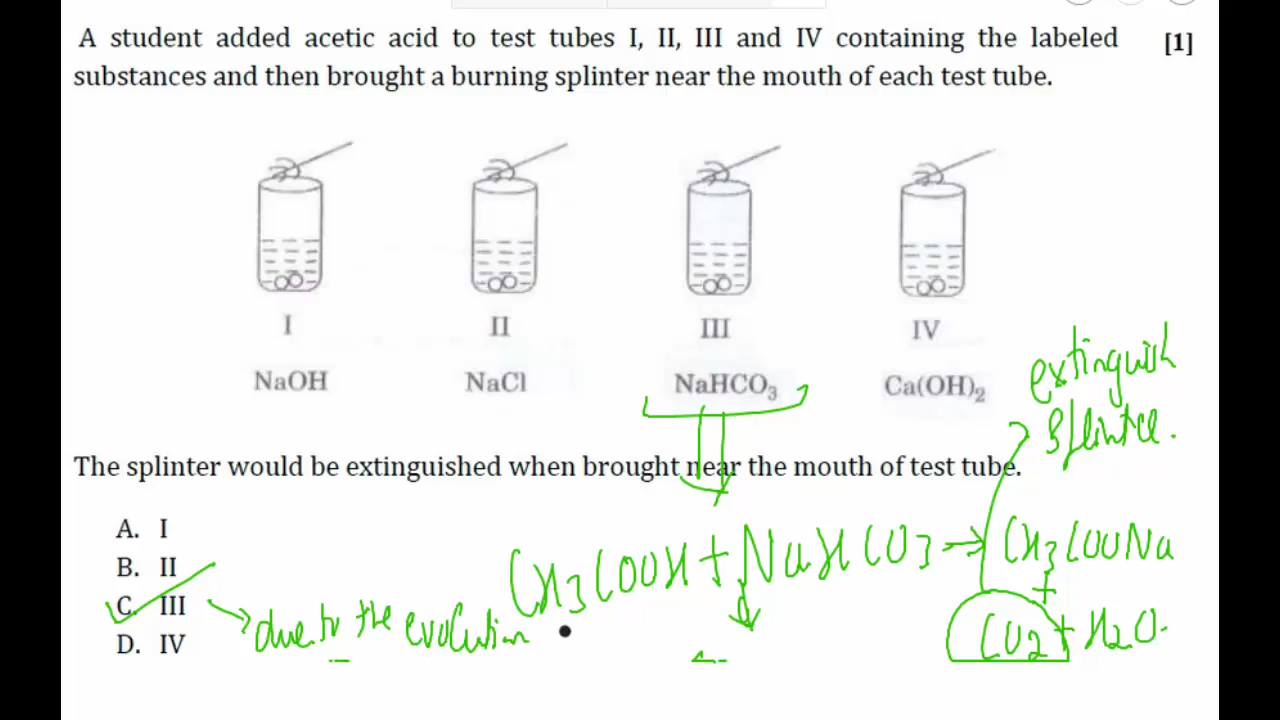 A student added acetic acid to test tubes I, II, III and IV containing the labeled [1]
substances and then brought a burning splinter near the mouth of each test tube.
I II III IV
NaOH NaCl NaHCO₃ Ca(OH)₂
extinguish
splinter.
The splinter would be extinguished when brought near the mouth of test tube.
A. I
B. II
C. III
D. IV
CH3COOH + NaHCO3 → CH3COONa
+
CO2 + H2O.
due to the evolution